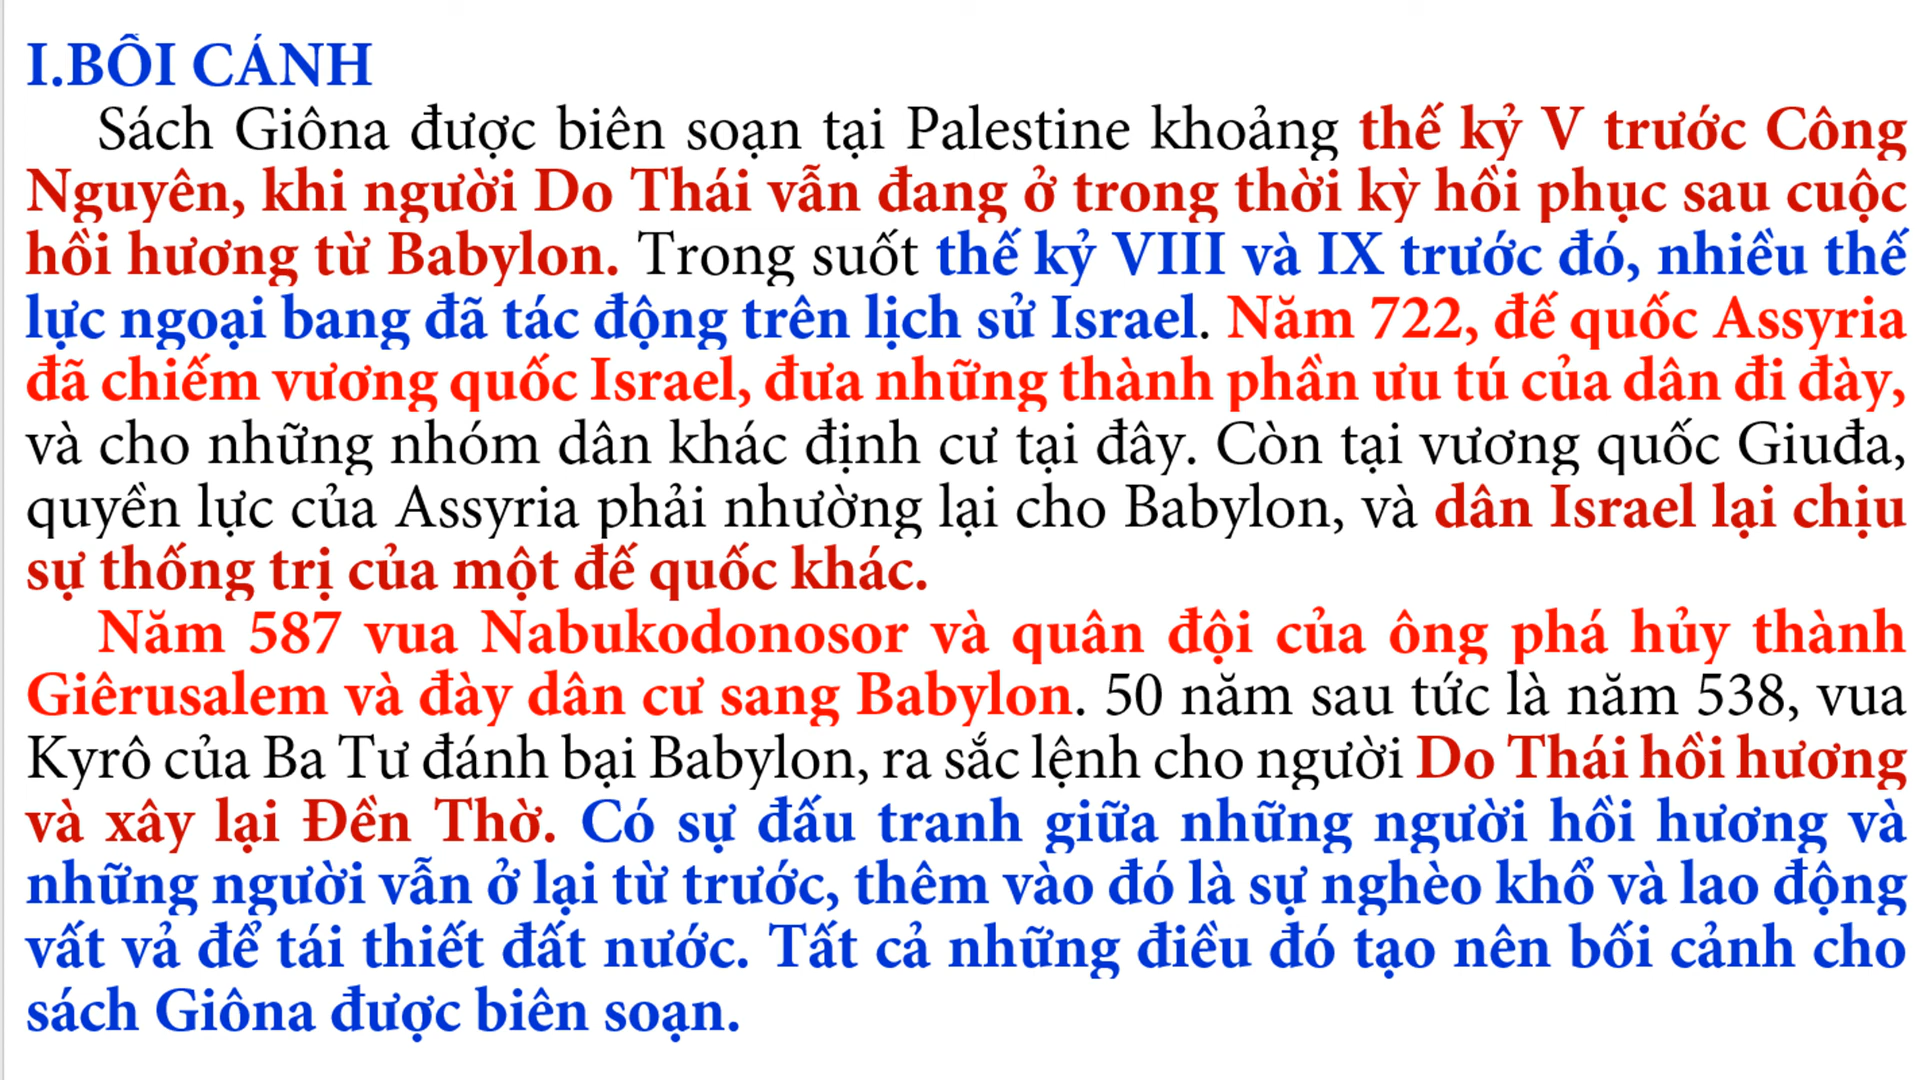 I.BỐI CÁNH
Sách Giôna được biên soạn tại Palestine khoảng thế kỷ V trước Công
Nguyên, khi người Do Thái vẫn đang ở trong thời kỳ hồi phục sau cuộc
hồi hương từ Babylon. Trong suốt thế kỷ VIII và IX trước đó, nhiều thế
lực ngoại bang đã tác động trên lịch sử Israel. Năm 722, đế quốc Assyria
đã chiếm vương quốc Israel, đưa những thành phần ưu tú của dân đi đày,
và cho những nhóm dân khác định cư tại đây. Còn tại vương quốc Giuđa,
quyền lực của Assyria phải nhường lại cho Babylon, và dân Israel lại chịu
sự thống trị của một đế quốc khác.
Năm 587 vua Nabukodonosor và quân đội của ông phá hủy thành
Giêrusalem và đày dân cư sang Babylon. 50 năm sau tức là năm 538, vua
Kyrô của Ba Tư đánh bại Babylon, ra sắc lệnh cho người Do Thái hồi hương
và xây lại Đền Thờ. Có sự đấu tranh giữa những người hồi hương và
những người vẫn ở lại từ trước, thêm vào đó là sự nghèo khổ và lao động
vất vả để tái thiết đất nước. Tất cả những điều đó tạo nên bối cảnh cho
sách Giôna được biên soạn.